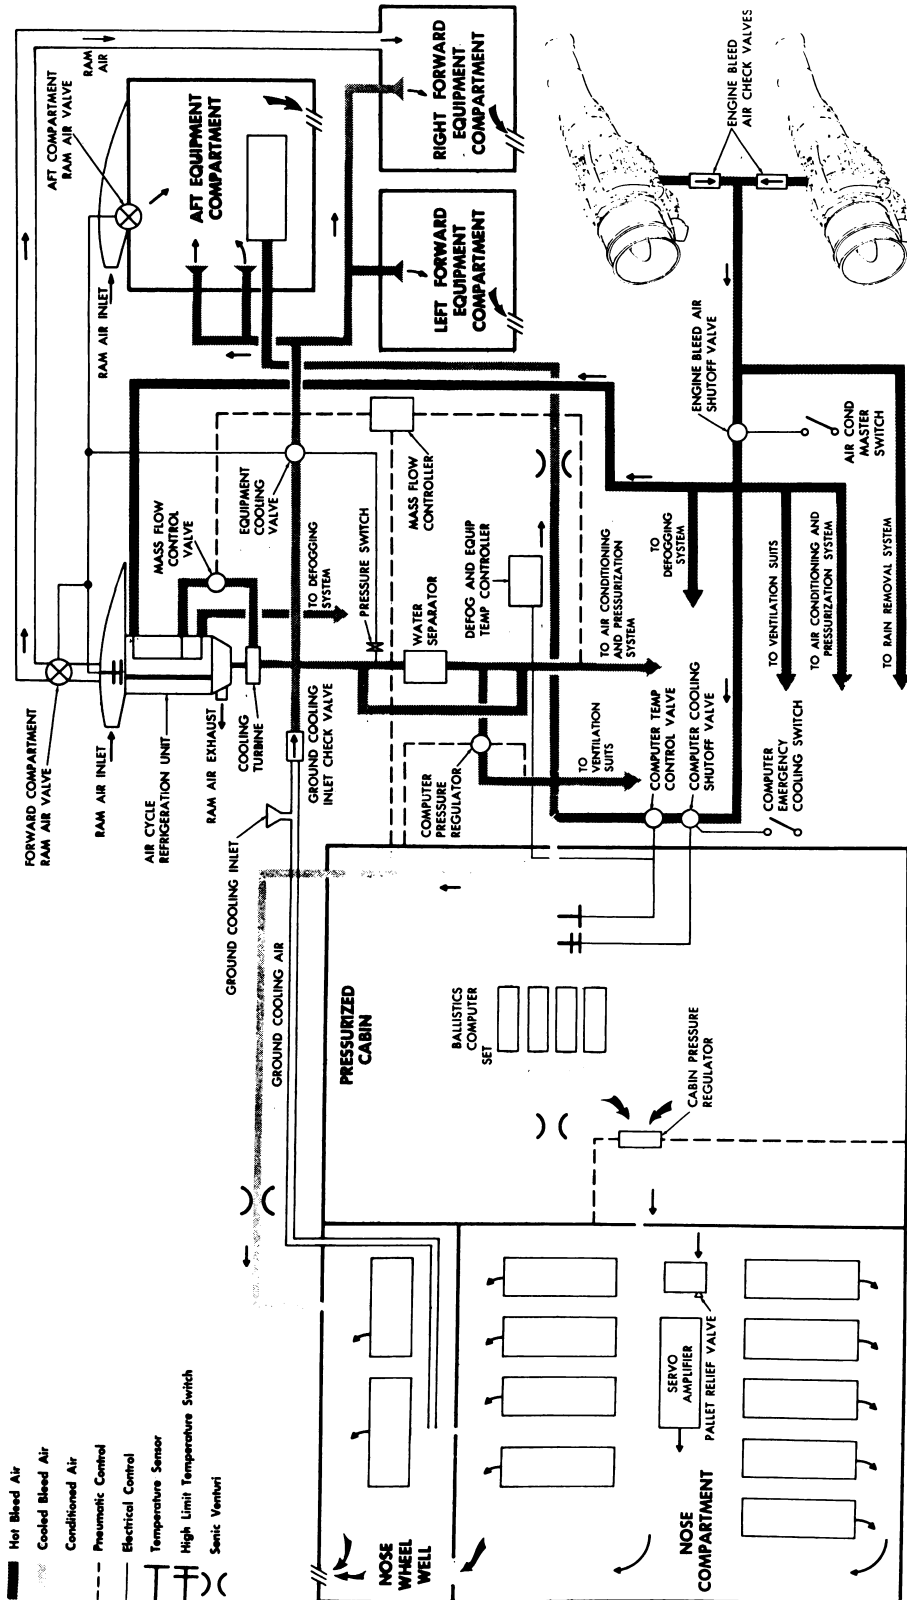 Hot Bleed Air
Cooled Bleed Air
Conditioned Air
Pneumatic Control
Electrical Control
Temperature Sensor
High Limit Temperature Switch
Sonic Venturi
FORWARD COMPARTMENT
RAM AIR VALVE
RAM AIR INLET
AIR CYCLE
REFRIGERATION UNIT
RAM AIR EXHAUST
COOLING
TURBINE
MASS FLOW
CONTROL
VALVE
AFT COMPARTMENT
RAM AIR VALVE
RAM
AIR
RAM AIR INLET
AFT EQUIPMENT
COMPARTMENT
RIGHT FORWARD
EQUIPMENT
COMPARTMENT
LEFT FORWARD
EQUIPMENT
COMPARTMENT
ENGINE BLEED
AIR CHECK VALVES
ENGINE BLEED AIR
SHUTOFF VALVE
AIR COND
MASTER
SWITCH
EQUIPMENT
COOLING
VALVE
TO DEFOGGING
SYSTEM
PRESSURE SWITCH
MASS FLOW
CONTROLLER
WATER
SEPARATOR
DEFOG AND EQUIP
TEMP CONTROLLER
TO AIR CONDITIONING
AND PRESSURIZATION
SYSTEM
TO
DEFOGGING
SYSTEM
TO VENTILATION SUITS
TO AIR CONDITIONING AND
PRESSURIZATION SYSTEM
TO RAIN REMOVAL SYSTEM
GROUND COOLING INLET
GROUND COOLING
INLET CHECK VALVE
COMPUTER
PRESSURE
REGULATOR
TO
VENTILATION
SUITS
COMPUTER TEMP
CONTROL VALVE
COMPUTER COOLING
SHUTOFF VALVE
COMPUTER
EMERGENCY
COOLING SWITCH
GROUND COOLING AIR
PRESSURIZED
CABIN
BALLISTICS
COMPUTER
SET
CABIN PRESSURE
REGULATOR
NOSE
WHEEL
WELL
SERVO
AMPLIFIER
PALLET RELIEF VALVE
NOSE
COMPARTMENT